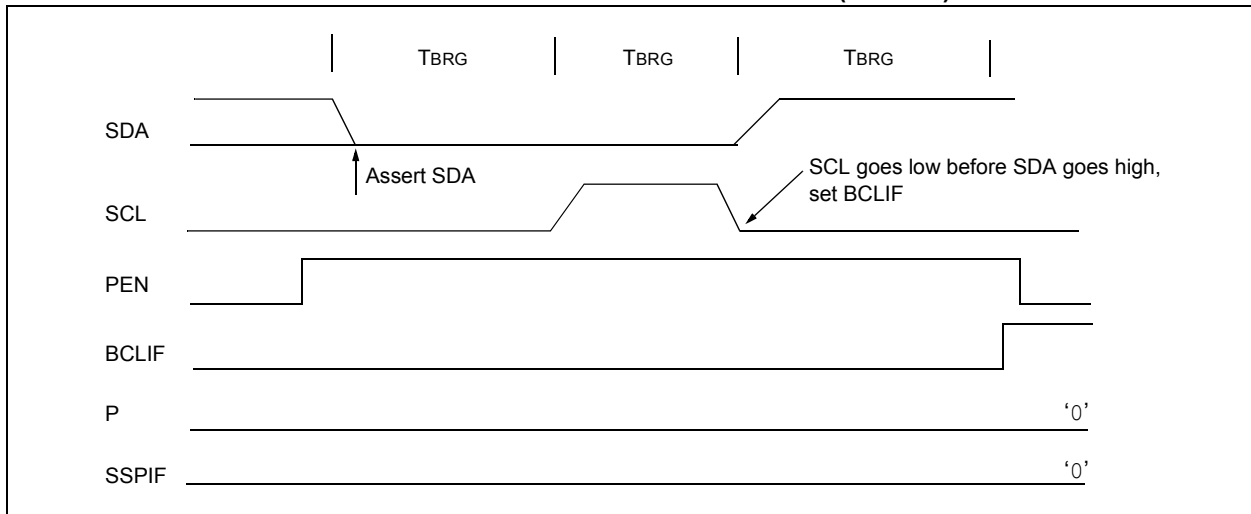 TBRG TBRG TBRG
SDA
Assert SDA
SCL goes low before SDA goes high,
set BCLIF
SCL
PEN
BCLIF
P ‘0’
SSPIF ‘0’